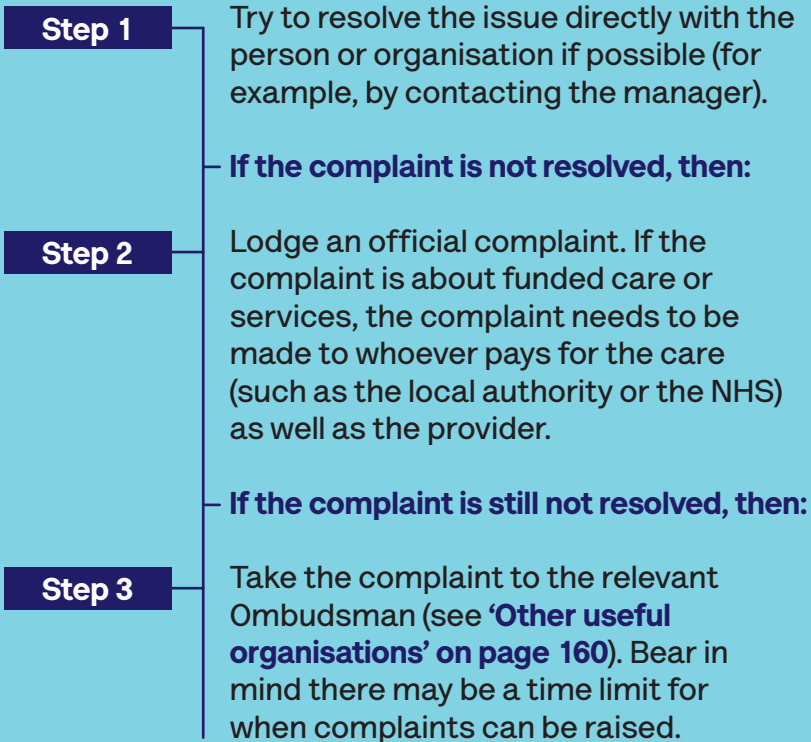 Step 1
Try to resolve the issue directly with the
person or organisation if possible (for
example, by contacting the manager).
If the complaint is not resolved, then:
Step 2
Lodge an official complaint. If the
complaint is about funded care or
services, the complaint needs to be
made to whoever pays for the care
(such as the local authority or the NHS)
as well as the provider.
If the complaint is still not resolved, then:
Step 3
Take the complaint to the relevant
Ombudsman (see ‘Other useful
organisations’ on page 160). Bear in
mind there may be a time limit for
when complaints can be raised.